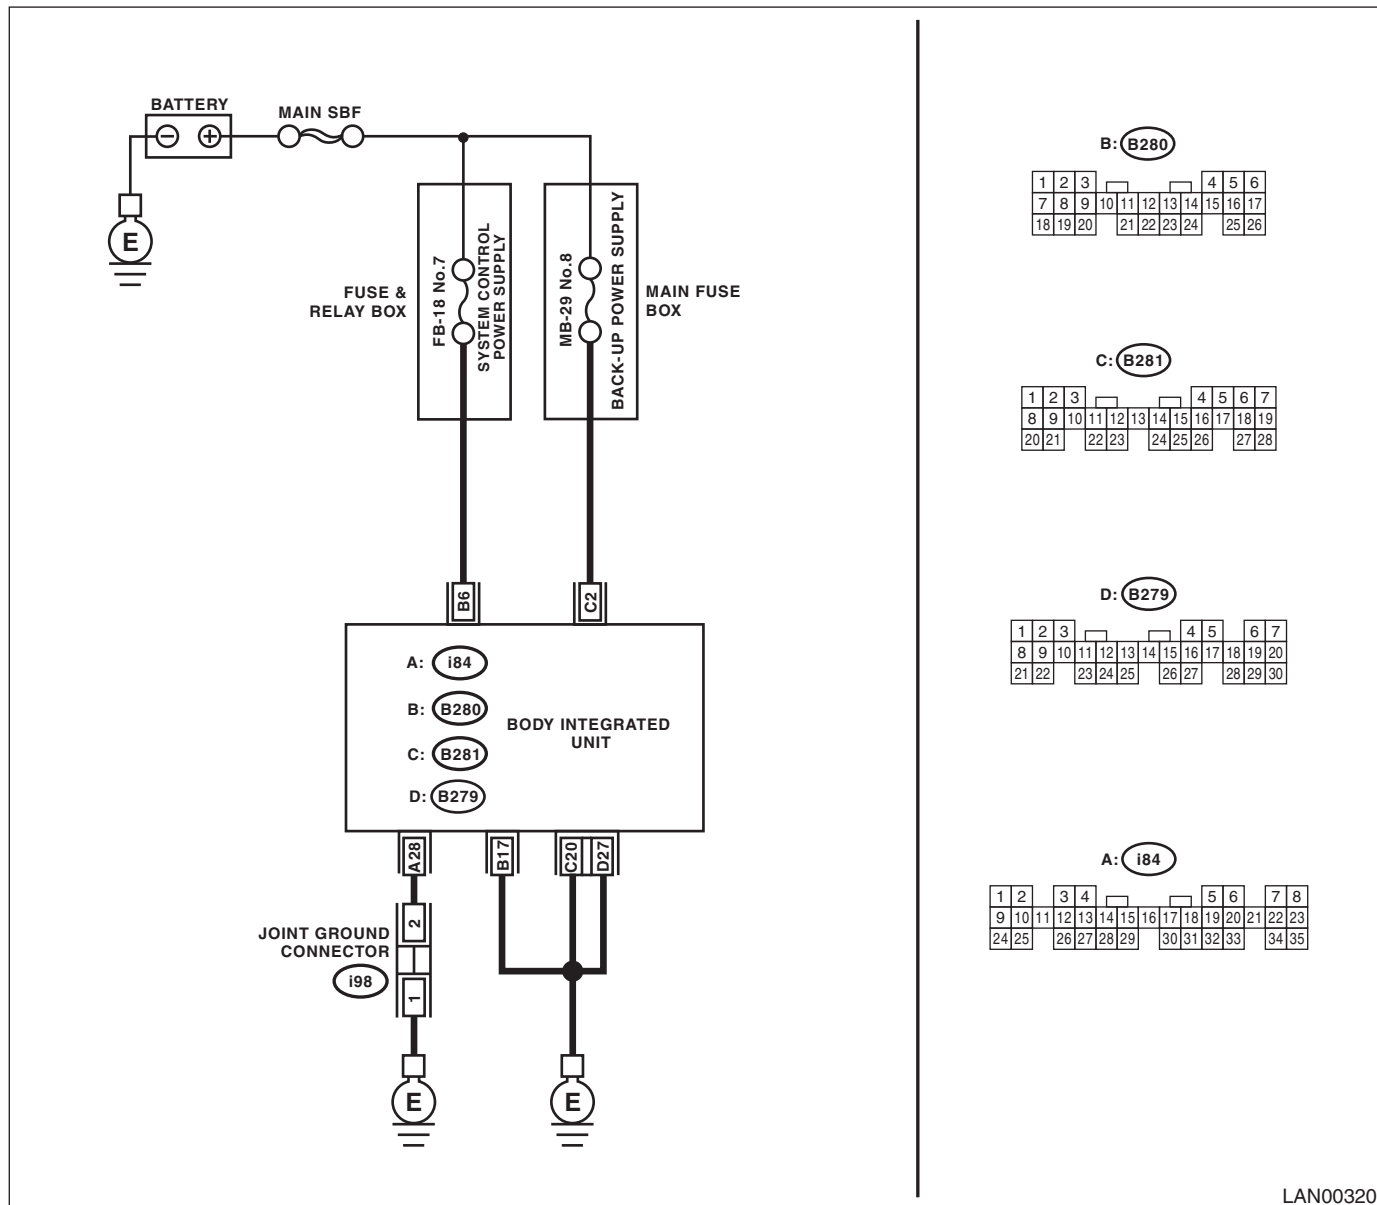 BATTERY
MAIN SBF
E
FUSE &
RELAY BOX
FB-18 No.7
SYSTEM CONTROL
POWER SUPPLY
MB-29 No.8
BACK-UP POWER SUPPLY
MAIN FUSE
BOX
B6
C2
A: i84
B: B280
C: B281
D: B279
BODY INTEGRATED
UNIT
A28
B17
C20
D27
JOINT GROUND
CONNECTOR
i98
2
1
E
E
B: B280
1 2 3 4 5 6
7 8 9 10 11 12 13 14 15 16 17
18 19 20 21 22 23 24 25 26
C: B281
1 2 3 4 5 6 7
8 9 10 11 12 13 14 15 16 17 18 19
20 21 22 23 24 25 26 27 28
D: B279
1 2 3 4 5 6 7
8 9 10 11 12 13 14 15 16 17 18 19 20
21 22 23 24 25 26 27 28 29 30
A: i84
1 2 3 4 5 6 7 8
9 10 11 12 13 14 15 16 17 18 19 20 21 22 23
24 25 26 27 28 29 30 31 32 33 34 35
LAN00320